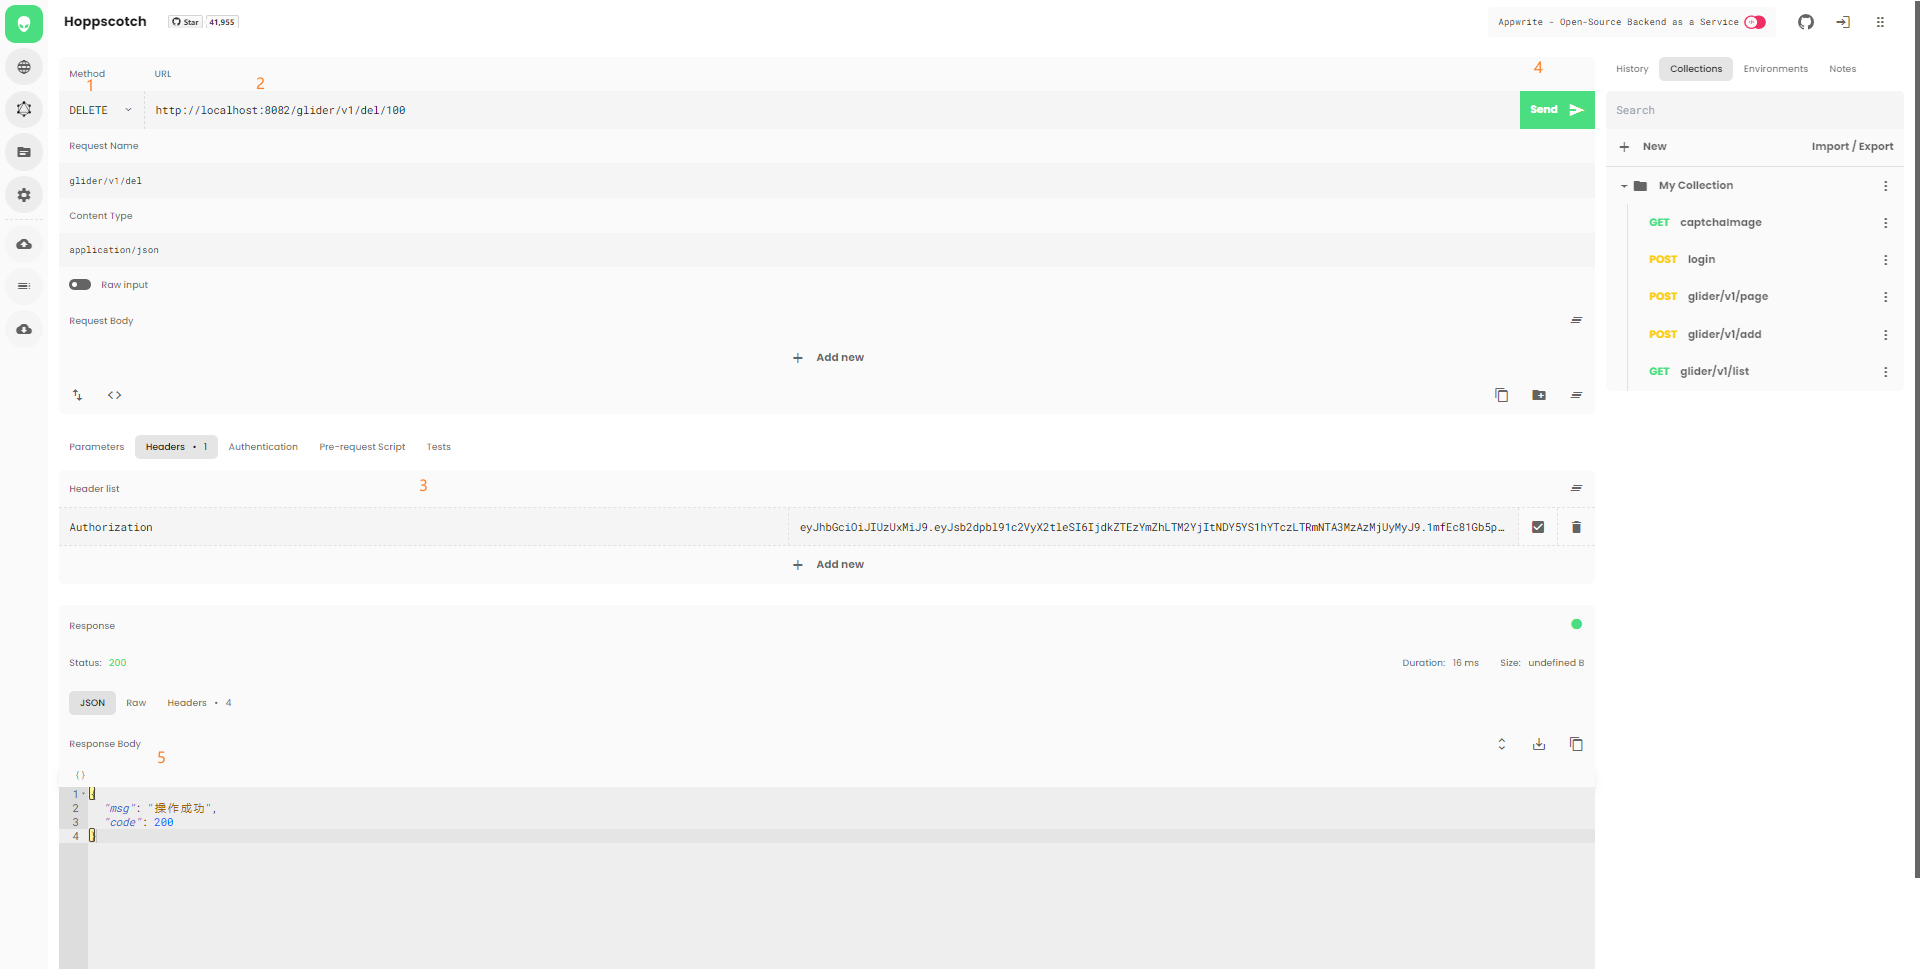 Hoppscotch
Star 41,955
Appwrite - Open-Source Backend as a Service
Method
URL
1
2
4
DELETE
http://localhost:8082/glider/v1/del/100
Send
Request Name
glider/v1/del
Content Type
application/json
Raw input
Request Body
Add new
Parameters
Headers • 1
Authentication
Pre-request Script
Tests
Header list
3
Authorization
eyJhbGciOiJIUzUxMiJ9.eyJsb2dpbl91c2VyX2tleSI6IjdkZTEzYmZhLTM2YjItNDY5YS1hYTczLTRmNTA3MzAzMjUyMyJ9.1mfEc81Gb5p…
Add new
Response
Status: 200
Duration: 16 ms
Size: undefined B
JSON
Raw
Headers • 4
Response Body
5
{}
1 {
2 "msg": "操作成功",
3 "code": 200
4 }
History
Collections
Environments
Notes
Search
New
Import / Export
My Collection
GET captchaImage
POST login
POST glider/v1/page
POST glider/v1/add
GET glider/v1/list